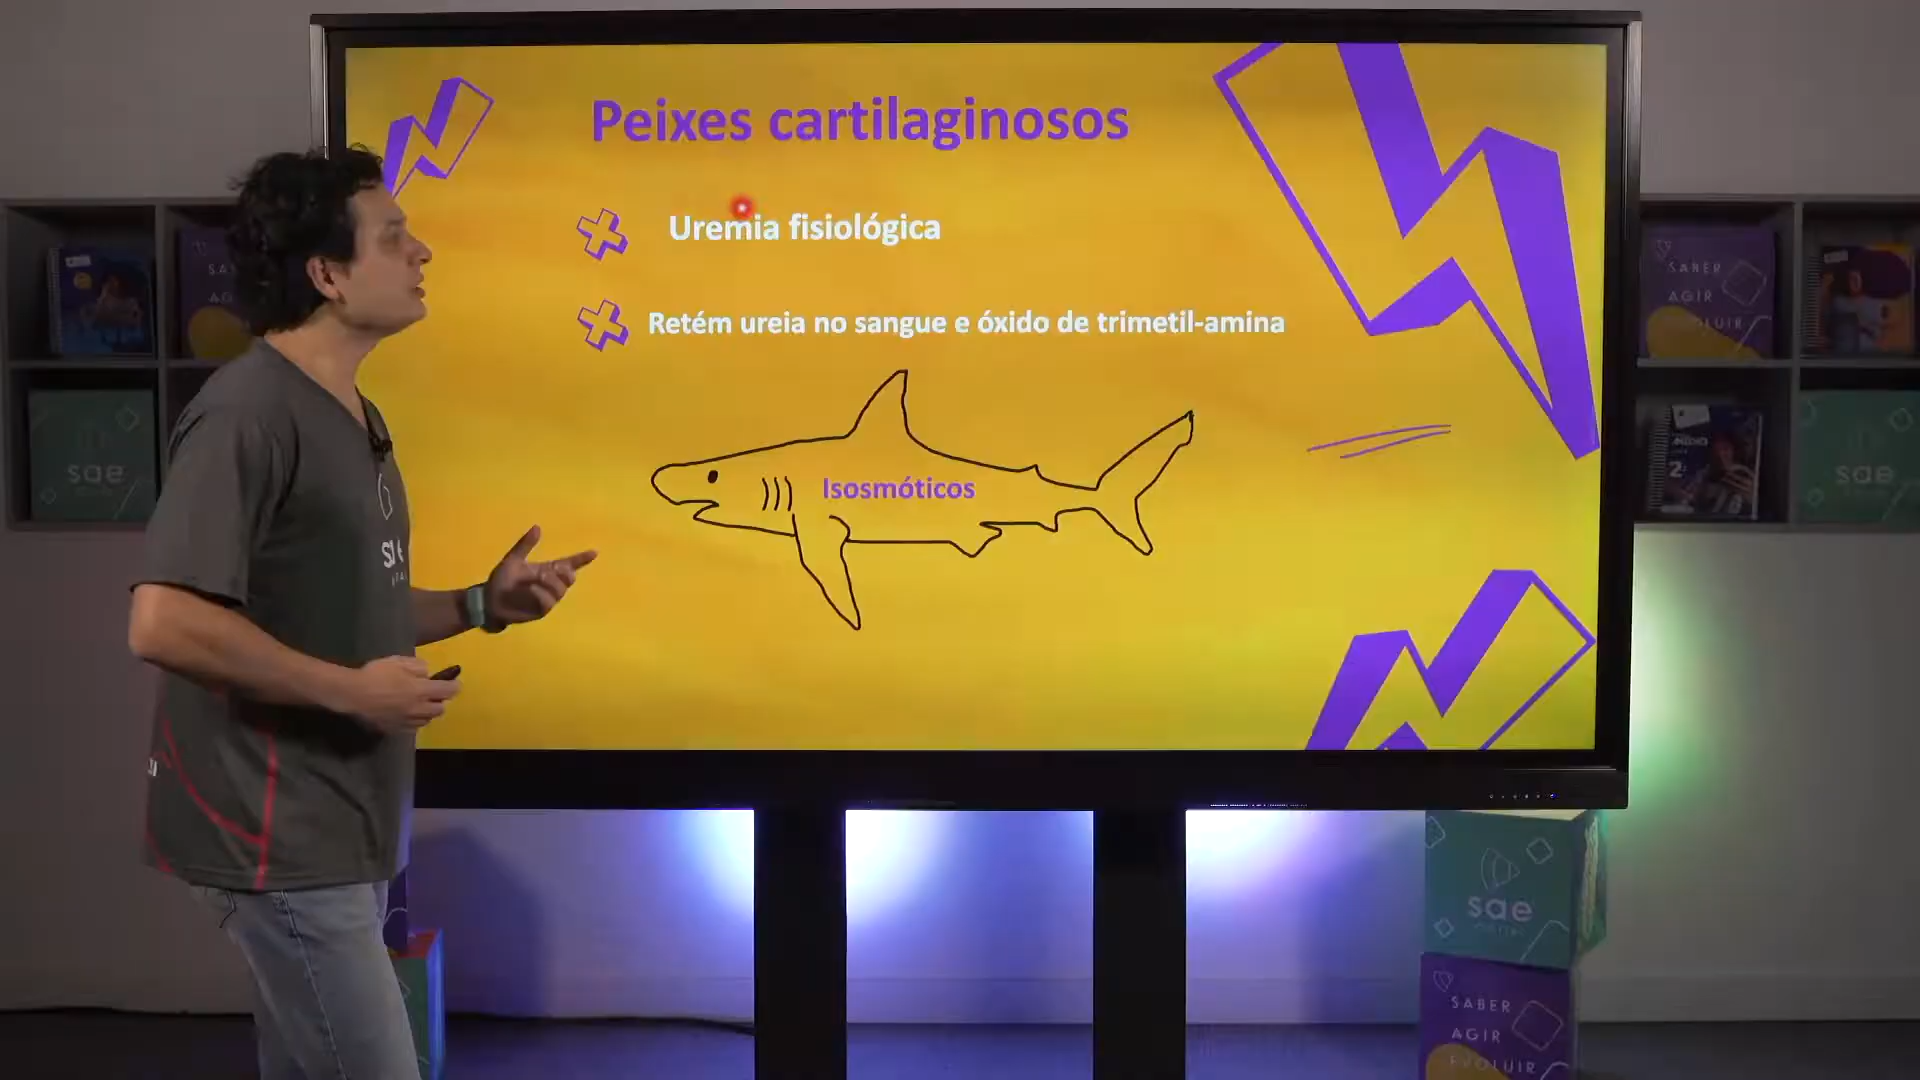 Peixes cartilaginosos
Uremia fisiológica
Retém ureia no sangue e óxido de trimetil-amina
Isosmóticos
SABER
AGIR
sae
sae
sae
SABER
AGIR
EVOLUIR